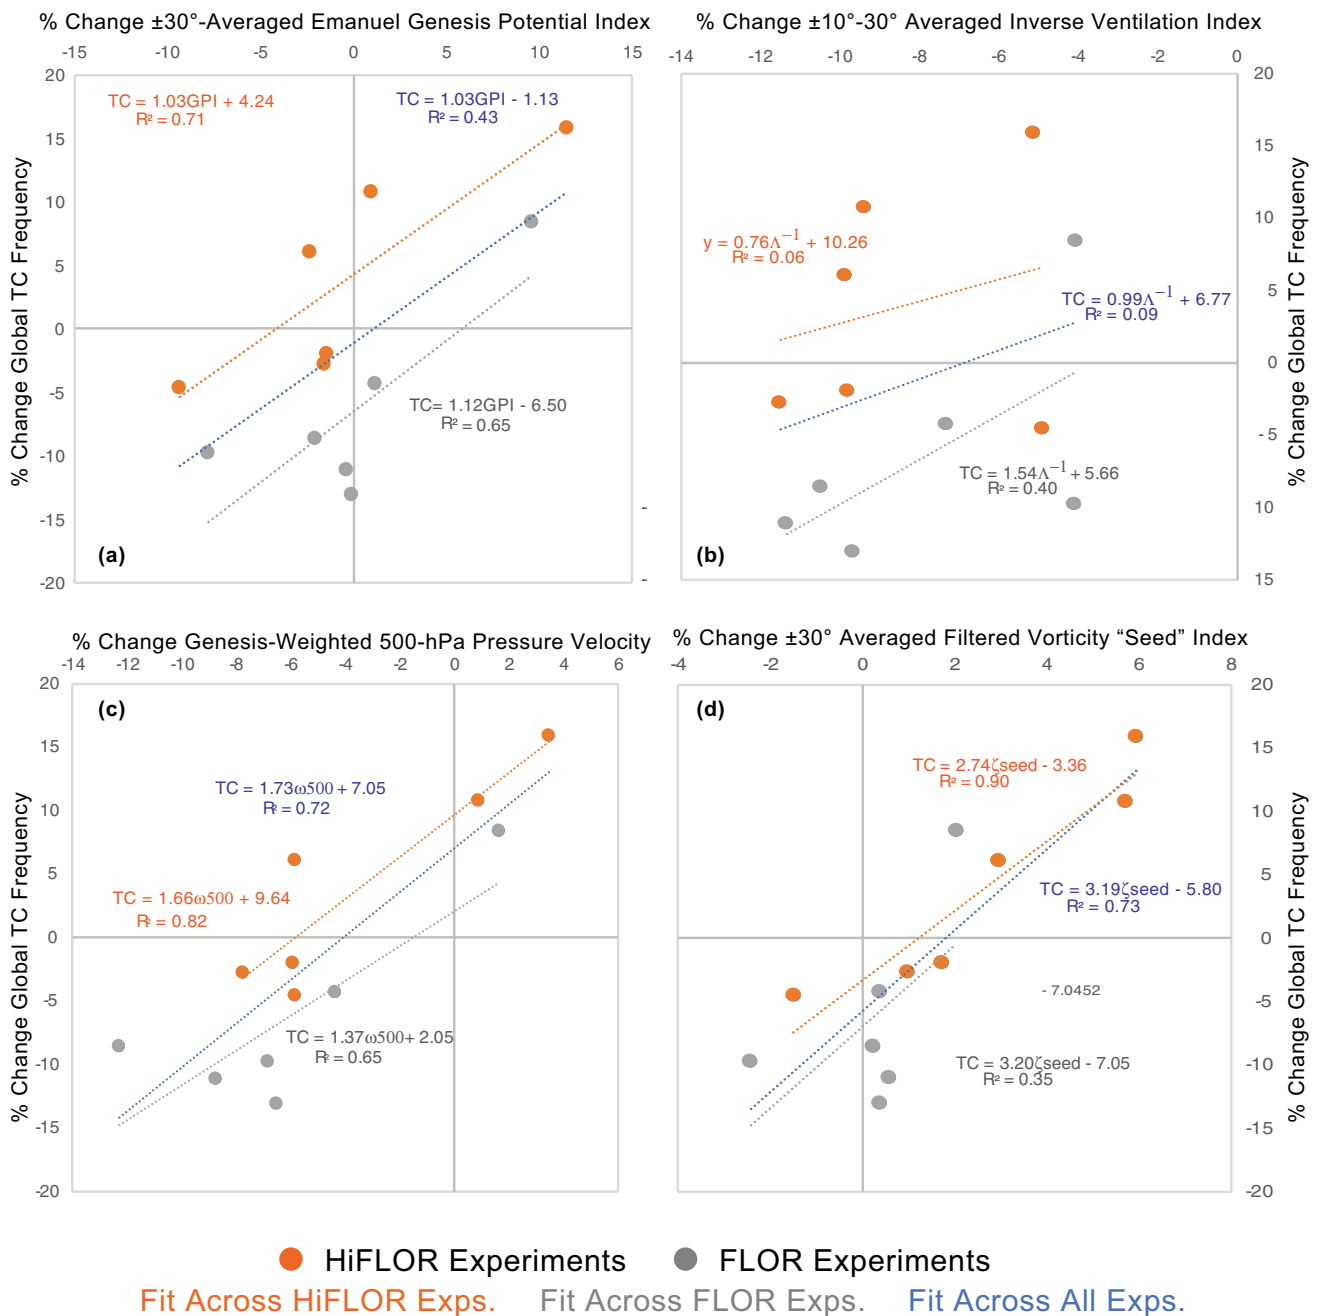 % Change ±30°-Averaged Emanuel Genesis Potential Index
-15 -10 -5 0 5 10 15
20
15
10
5
0
-5
-10
-15
-20
% Change Global TC Frequency
TC = 1.03GPI + 4.24
R² = 0.71
TC = 1.03GPI - 1.13
R² = 0.43
TC= 1.12GPI - 6.50
R² = 0.65
(a)
% Change ±10°-30° Averaged Inverse Ventilation Index
-14 -12 -10 -8 -6 -4 -2 0
20
15
10
5
0
- 5
- 10
- 15
% Change Global TC Frequency
y = 0.76Λ⁻¹ + 10.26
R² = 0.06
TC = 0.99Λ⁻¹ + 6.77
R² = 0.09
TC = 1.54Λ⁻¹ + 5.66
R² = 0.40
(b)
% Change Genesis-Weighted 500-hPa Pressure Velocity
-14 -12 -10 -8 -6 -4 -2 0 2 4 6
20
15
10
5
0
-5
-10
-15
-20
% Change Global TC Frequency
(c)
TC = 1.73ω500 + 7.05
R² = 0.72
TC = 1.66ω500 + 9.64
R² = 0.82
TC = 1.37ω500+ 2.05
R² = 0.65
% Change ±30° Averaged Filtered Vorticity “Seed” Index
-4 -2 0 2 4 6 8
20
15
10
5
0
-5
-10
-15
-20
% Change Global TC Frequency
(d)
TC = 2.74ζseed - 3.36
R² = 0.90
TC = 3.19ζseed - 5.80
R² = 0.73
- 7.0452
TC = 3.20ζseed - 7.05
R² = 0.35
HiFLOR Experiments FLOR Experiments
Fit Across HiFLOR Exps. Fit Across FLOR Exps. Fit Across All Exps.